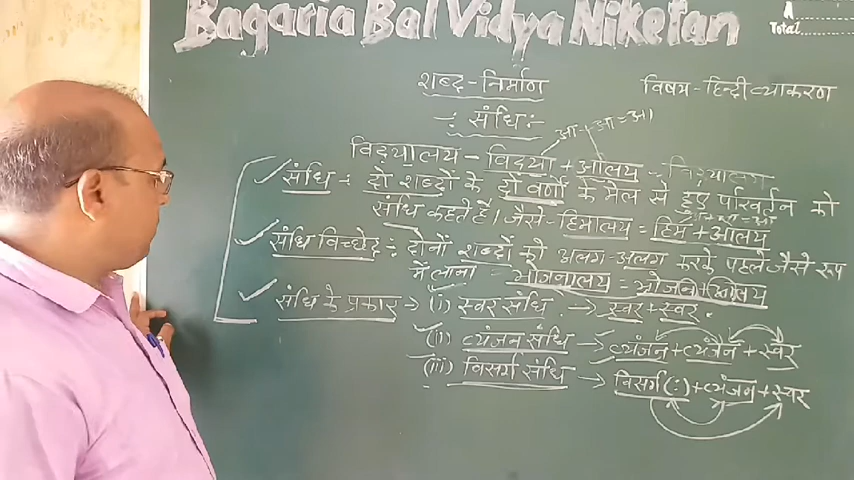 Bagaria Bal Vidya Niketan
Total
शब्द-निर्माण
विषय-हिन्दी व्याकरण
-: संधि:-
आ+आ=आ
विद्यालय - विद्या + आलय
संधि : दो शब्दों के दो वर्णों के मेल से हुए परिवर्तन को
संधि कहते हैं। जैसे-हिमालय = हिम + आलय
संधि विच्छेद : दोनों शब्दों को अलग-अलग करके पहले जैसे रूप
में लाना - भोजनालय = भोजन+आलय
संधि के प्रकार → (i) स्वर संधि → स्वर+स्वर.
(ii) व्यंजन संधि → व्यंजन+व्यंजन + स्वर
(iii) विसर्ग संधि → विसर्ग(:)+व्यंजन+स्वर